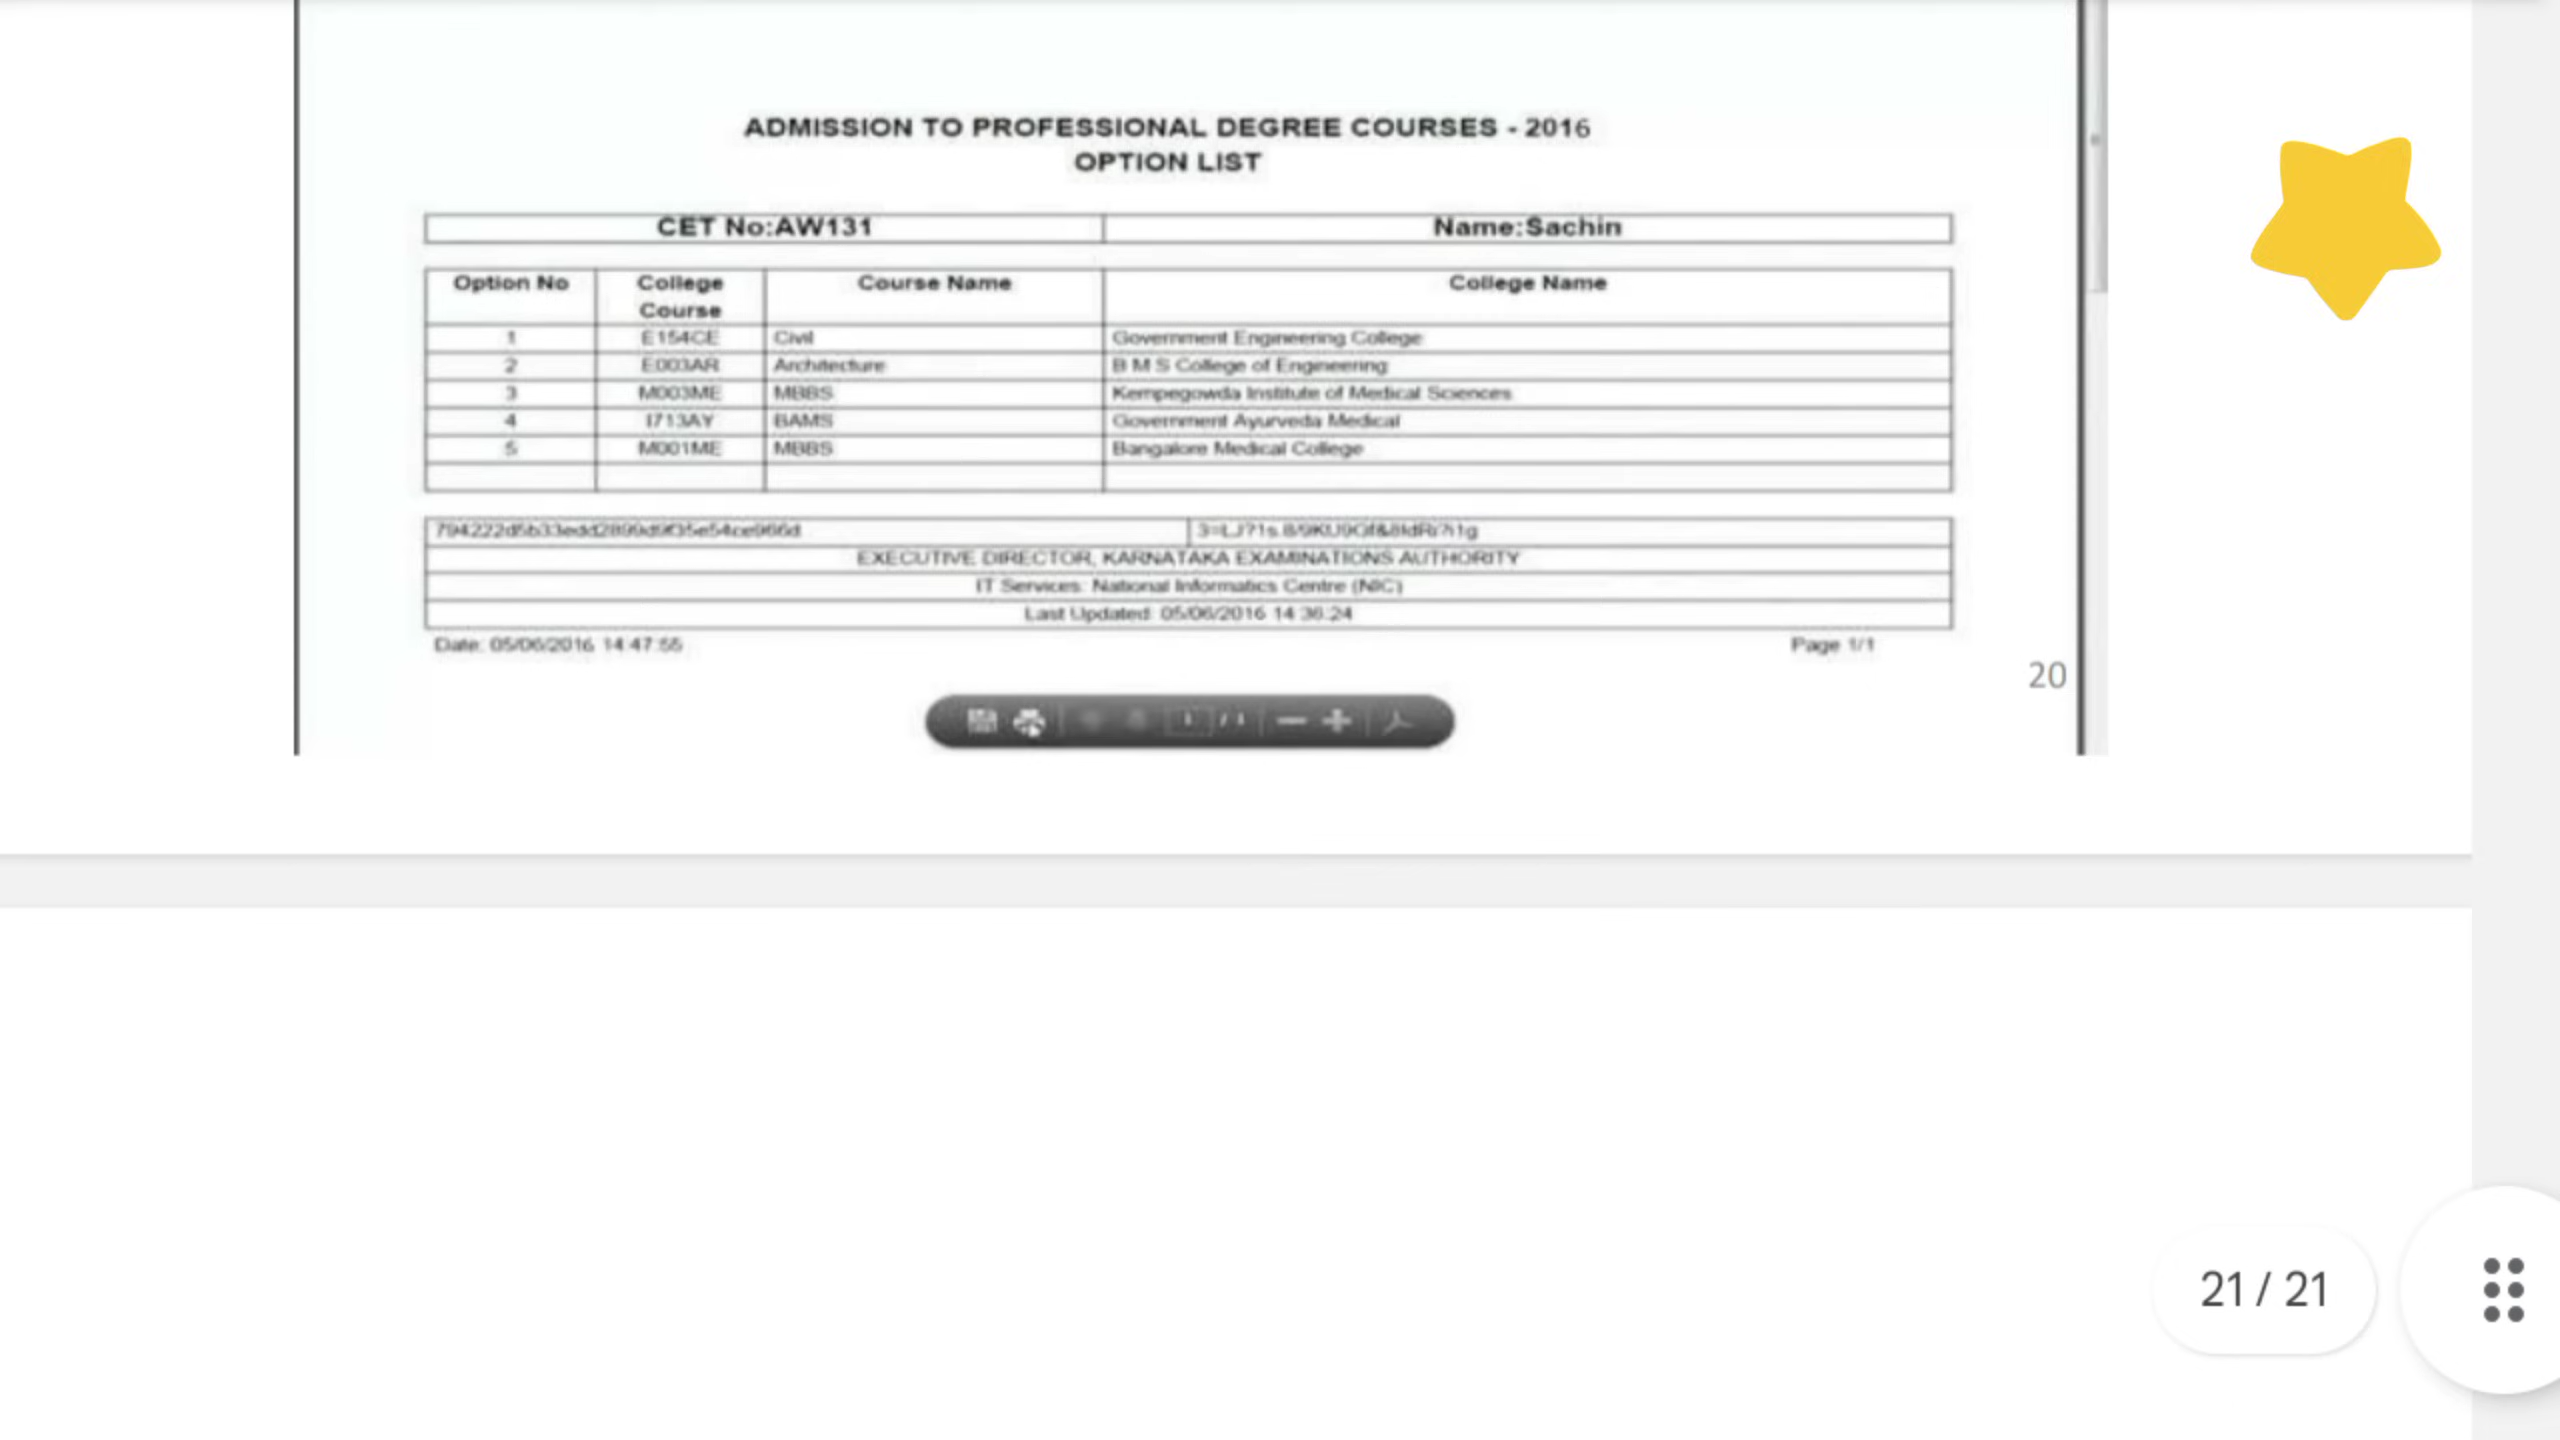 ADMISSION TO PROFESSIONAL DEGREE COURSES - 2016
OPTION LIST
CET No:AW131 Name:Sachin
Option No College Course Course Name College Name
1 E154CE Civil Government Engineering College
2 E003AR Architecture B M S College of Engineering
3 M003ME MBBS Kempegowda Institute of Medical Sciences
4 I713AY BAMS Government Ayurveda Medical
5 M001ME MBBS Bangalore Medical College
EXECUTIVE DIRECTOR, KARNATAKA EXAMINATIONS AUTHORITY
IT Services: National Informatics Centre (NIC)
Last Updated: 05/06/2016 14:36:24
Date: 05/06/2016 14:47:55 Page 1/1
20
1 / 1
21 / 21